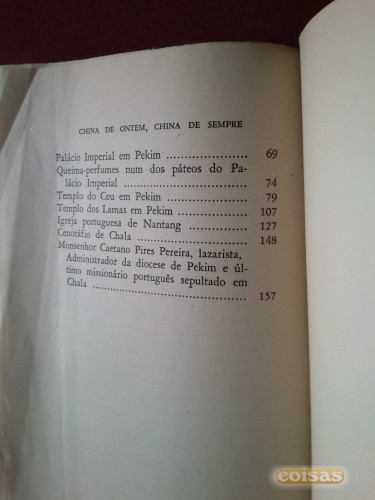 CHINA DE ONTEM, CHINA DE SEMPRE
Palácio Imperial em Pekim ........................ 69
Queima-perfumes num dos páteos do Pa-
lácio Imperial ........................ 74
Templo do Ceu em Pekim ........................ 79
Templo dos Lamas em Pekim ........................ 107
Igreja portuguesa de Nantang ........................ 127
Cenotáfio de Chala ........................ 148
Monsenhor Caetano Pires Pereira, lazarista,
Administrador da diocese de Pekim e úl-
timo missionário português sepultado em
Chala ........................ 157
coisas